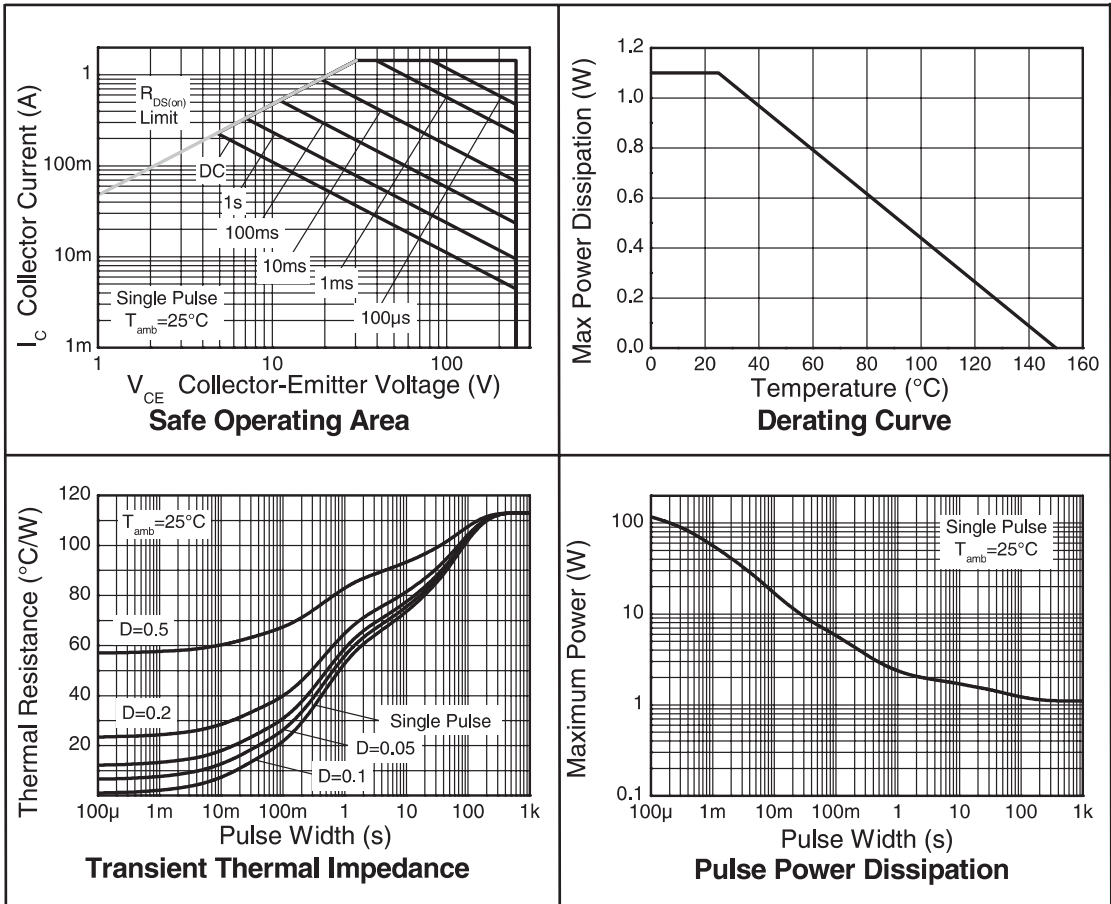 I_C Collector Current (A)
1
100m
10m
1m
R_DS(on)
Limit
DC
1s
100ms
10ms
1ms
100µs
Single Pulse
T_amb=25°C
1
10
100
V_CE Collector-Emitter Voltage (V)
Safe Operating Area
Max Power Dissipation (W)
1.2
1.0
0.8
0.6
0.4
0.2
0.0
0
20
40
60
80
100
120
140
160
Temperature (°C)
Derating Curve
Thermal Resistance (°C/W)
120
100
80
60
40
20
T_amb=25°C
D=0.5
D=0.2
Single Pulse
D=0.05
D=0.1
100µ
1m
10m
100m
1
10
100
1k
Pulse Width (s)
Transient Thermal Impedance
Maximum Power (W)
100
10
1
0.1
Single Pulse
T_amb=25°C
100µ
1m
10m
100m
1
10
100
1k
Pulse Width (s)
Pulse Power Dissipation